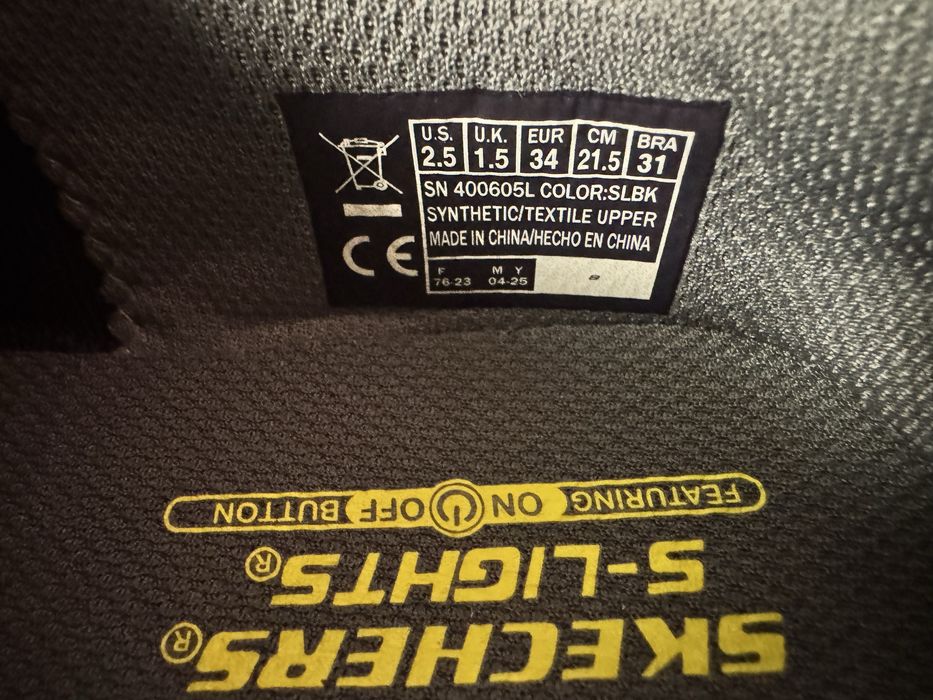 U.S. U.K. EUR CM BRA
2.5 1.5 34 21.5 31
SN 400605L COLOR:SLBK
SYNTHETIC/TEXTILE UPPER
MADE IN CHINA/HECHO EN CHINA
F M Y
76-23 04-25
CE
SKECHERS®
S-LIGHTS®
FEATURING ON OFF BUTTON